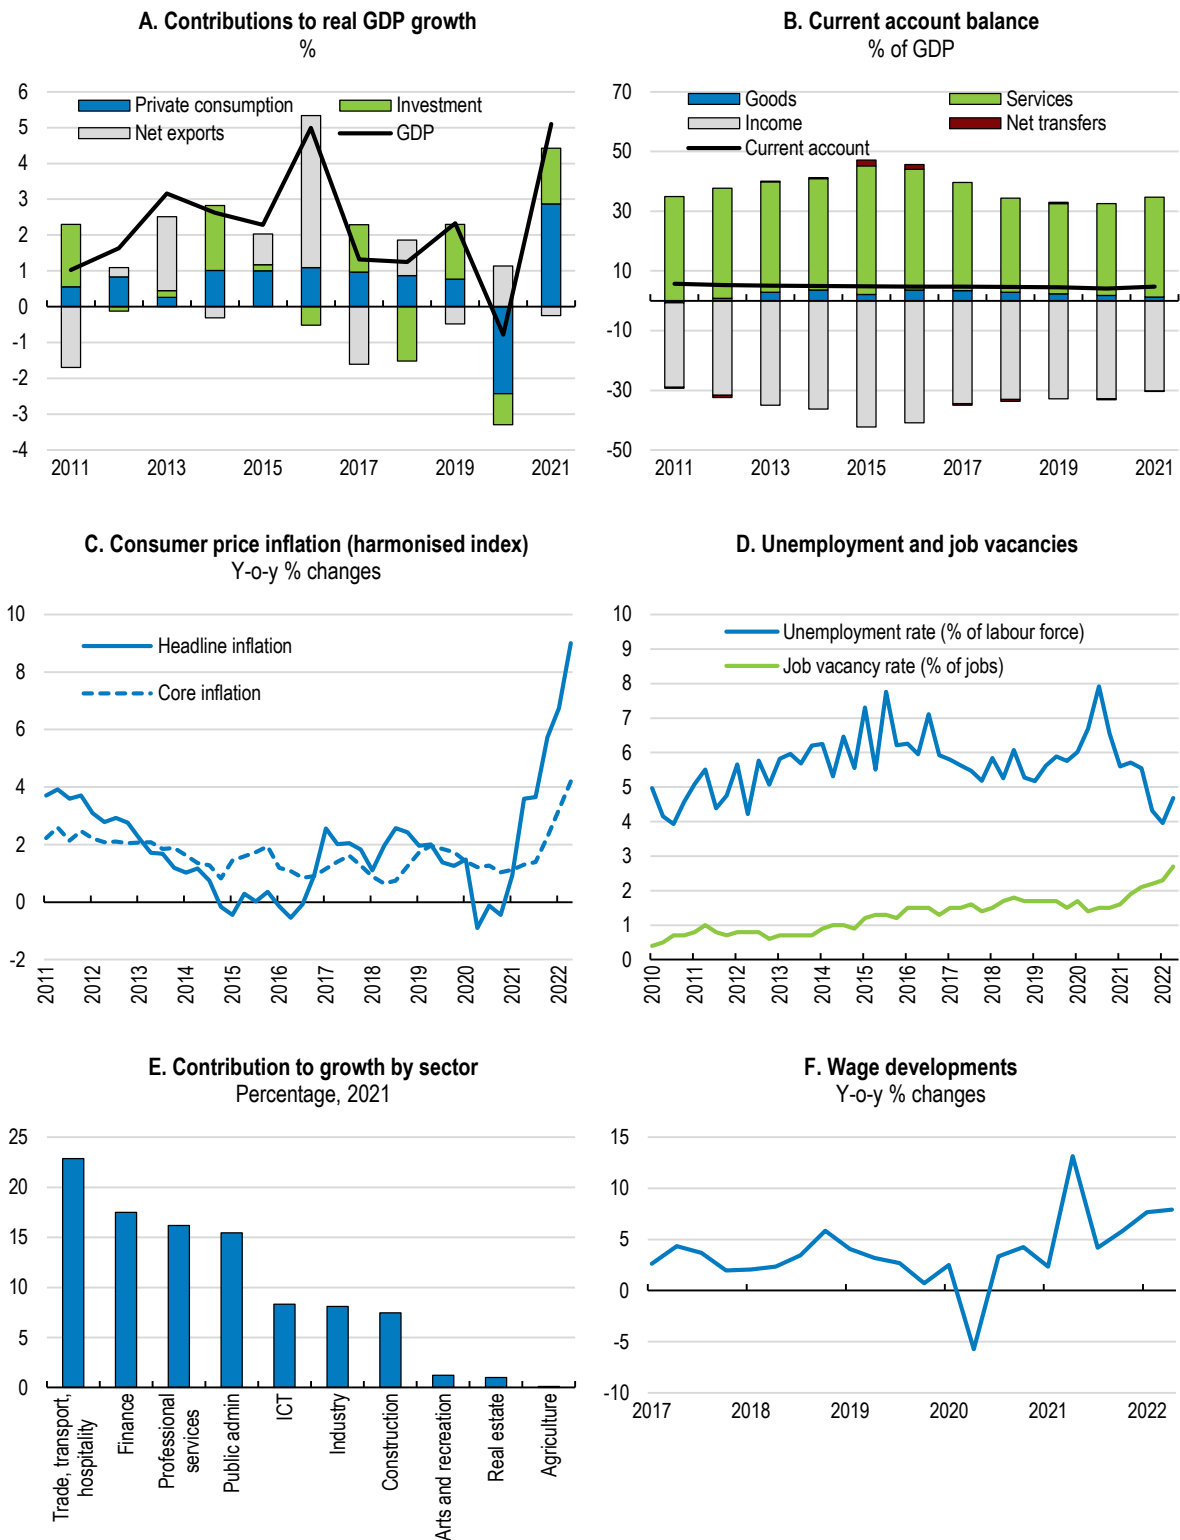 A. Contributions to real GDP growth
%
6
5
4
3
2
1
0
-1
-2
-3
-4
Private consumption
Investment
Net exports
GDP
2011
2013
2015
2017
2019
2021
B. Current account balance
% of GDP
70
50
30
10
-10
-30
-50
Goods
Services
Income
Net transfers
Current account
2011
2013
2015
2017
2019
2021
C. Consumer price inflation (harmonised index)
Y-o-y % changes
10
8
6
4
2
0
-2
Headline inflation
Core inflation
2011
2012
2013
2014
2015
2016
2017
2018
2019
2020
2021
2022
D. Unemployment and job vacancies
10
9
8
7
6
5
4
3
2
1
0
Unemployment rate (% of labour force)
Job vacancy rate (% of jobs)
2010
2011
2012
2013
2014
2015
2016
2017
2018
2019
2020
2021
2022
E. Contribution to growth by sector
Percentage, 2021
25
20
15
10
5
0
Trade, transport,
hospitality
Finance
Professional
services
Public admin
ICT
Industry
Construction
Arts and recreation
Real estate
Agriculture
F. Wage developments
Y-o-y % changes
15
10
5
0
-5
-10
2017
2018
2019
2020
2021
2022